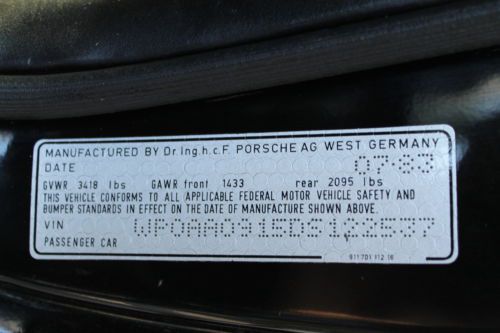 MANUFACTURED BY Dr.Ing.h.c.F. PORSCHE AG WEST GERMANY
DATE 07-83
GVWR 3418 lbs GAWR front 1433 rear 2095 lbs
THIS VEHICLE CONFORMS TO ALL APPLICABLE FEDERAL MOTOR VEHICLE SAFETY AND
BUMPER STANDARDS IN EFFECT ON THE DATE OF MANUFACTURE SHOWN ABOVE.
VIN WP0AA0915DS122537
PASSENGER CAR